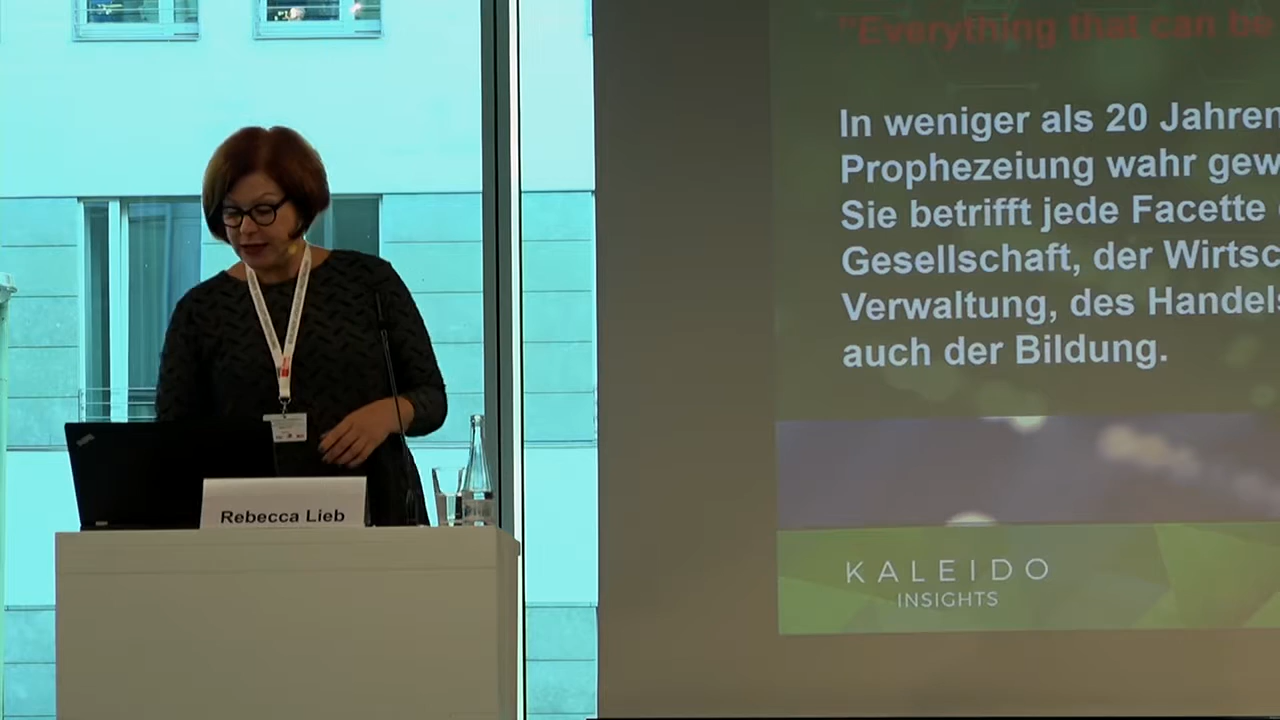 "Everything that can be
In weniger als 20 Jahren
Prophezeiung wahr gew
Sie betrifft jede Facette
Gesellschaft, der Wirtsc
Verwaltung, des Handels
auch der Bildung.
KALEIDO
INSIGHTS
Rebecca Lieb